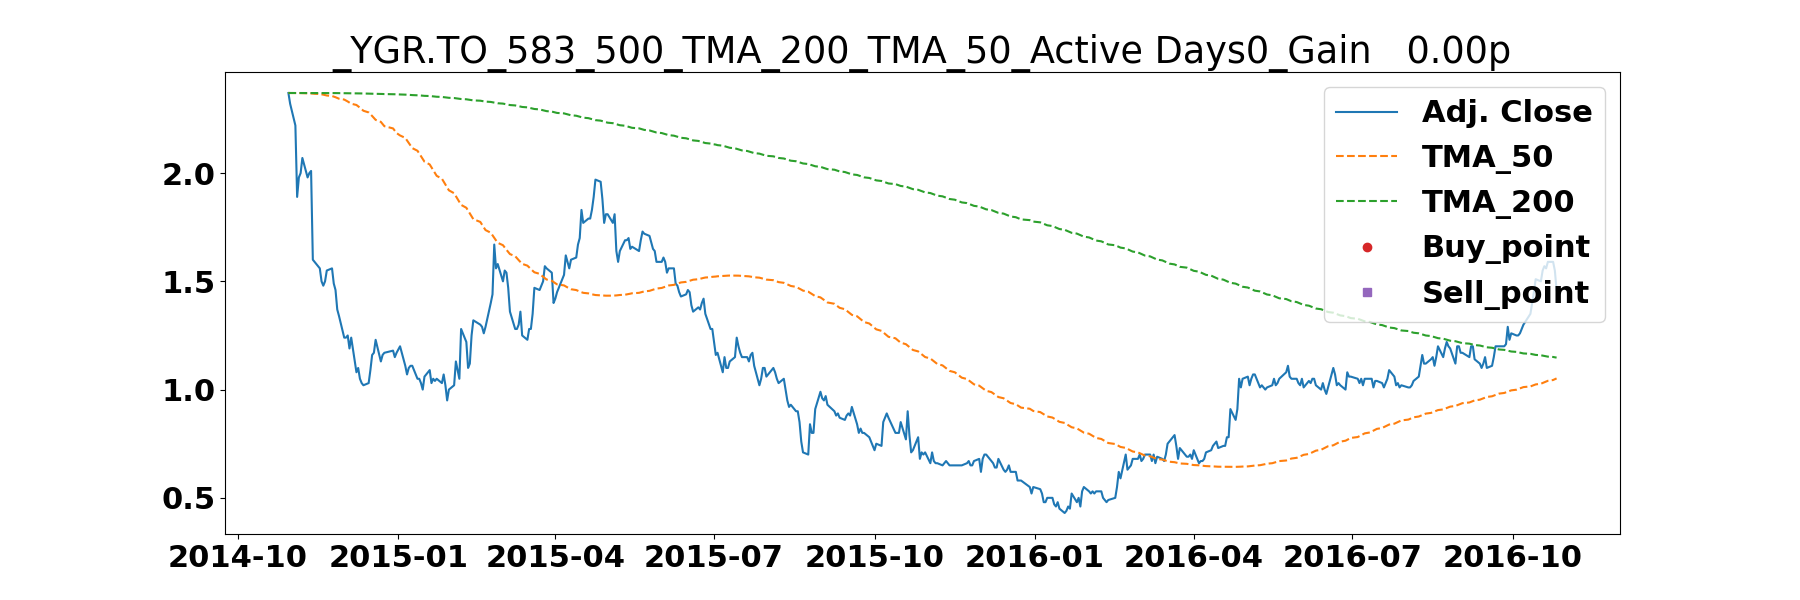 _YGR.TO_583_500_TMA_200_TMA_50_Active Days0_Gain   0.00p
Adj. Close
TMA_50
TMA_200
Buy_point
Sell_point
2.0
1.5
1.0
0.5
2014-10 2015-01 2015-04 2015-07 2015-10 2016-01 2016-04 2016-07 2016-10